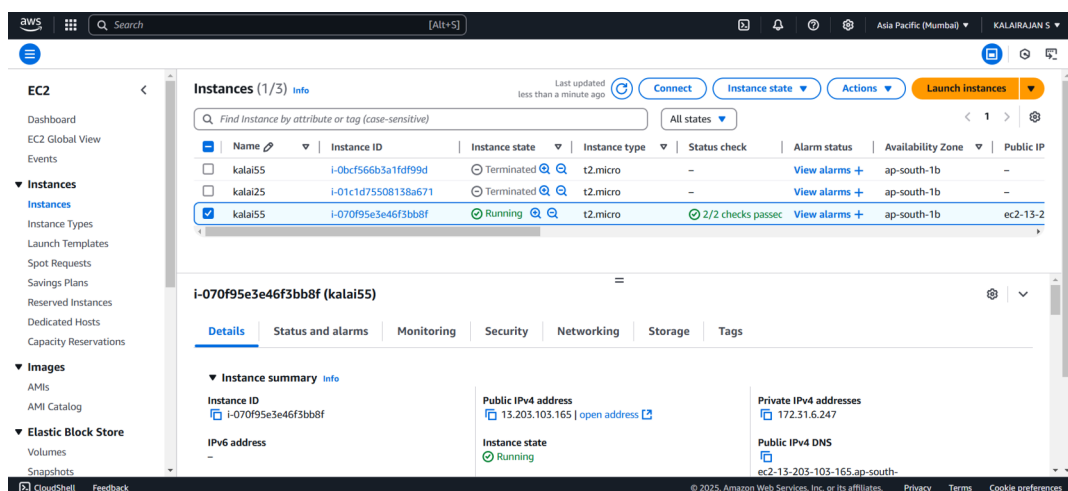 aws Search [Alt+S] Asia Pacific (Mumbai) ▼ KALAIRAJAN S ▼
EC2
Dashboard
EC2 Global View
Events
▼ Instances
Instances
Instance Types
Launch Templates
Spot Requests
Savings Plans
Reserved Instances
Dedicated Hosts
Capacity Reservations
▼ Images
AMIs
AMI Catalog
▼ Elastic Block Store
Volumes
Snapshots
Instances (1/3) Info
Last updated
less than a minute ago
Connect Instance state ▼ Actions ▼ Launch instances ▼
Find Instance by attribute or tag (case-sensitive) All states ▼ 1
Name Instance ID Instance state Instance type Status check Alarm status Availability Zone Public IP
kalai55 i-0bcf566b3a1fdf99d Terminated t2.micro – View alarms + ap-south-1b –
kalai25 i-01c1d75508138a671 Terminated t2.micro – View alarms + ap-south-1b –
kalai55 i-070f95e3e46f3bb8f Running t2.micro 2/2 checks passec View alarms + ap-south-1b ec2-13-2
i-070f95e3e46f3bb8f (kalai55)
Details Status and alarms Monitoring Security Networking Storage Tags
▼ Instance summary Info
Instance ID
i-070f95e3e46f3bb8f
IPv6 address
–
Public IPv4 address
13.203.103.165 | open address
Instance state
Running
Private IPv4 addresses
172.31.6.247
Public IPv4 DNS
ec2-13-203-103-165.ap-south-
CloudShell Feedback © 2025, Amazon Web Services, Inc. or its affiliates. Privacy Terms Cookie preferences